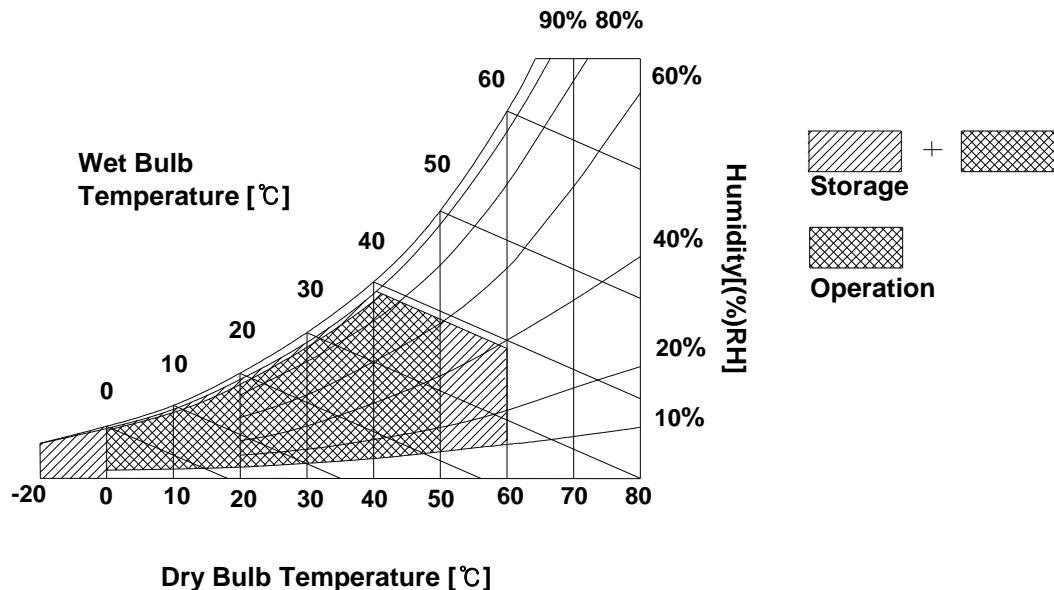 90% 80%
60
60%
50
Wet Bulb
Temperature [℃]
Storage
+
40
40%
Humidity[(%)RH]
30
Operation
20
20%
10
0
10%
-20 0 10 20 30 40 50 60 70 80
Dry Bulb Temperature [℃]